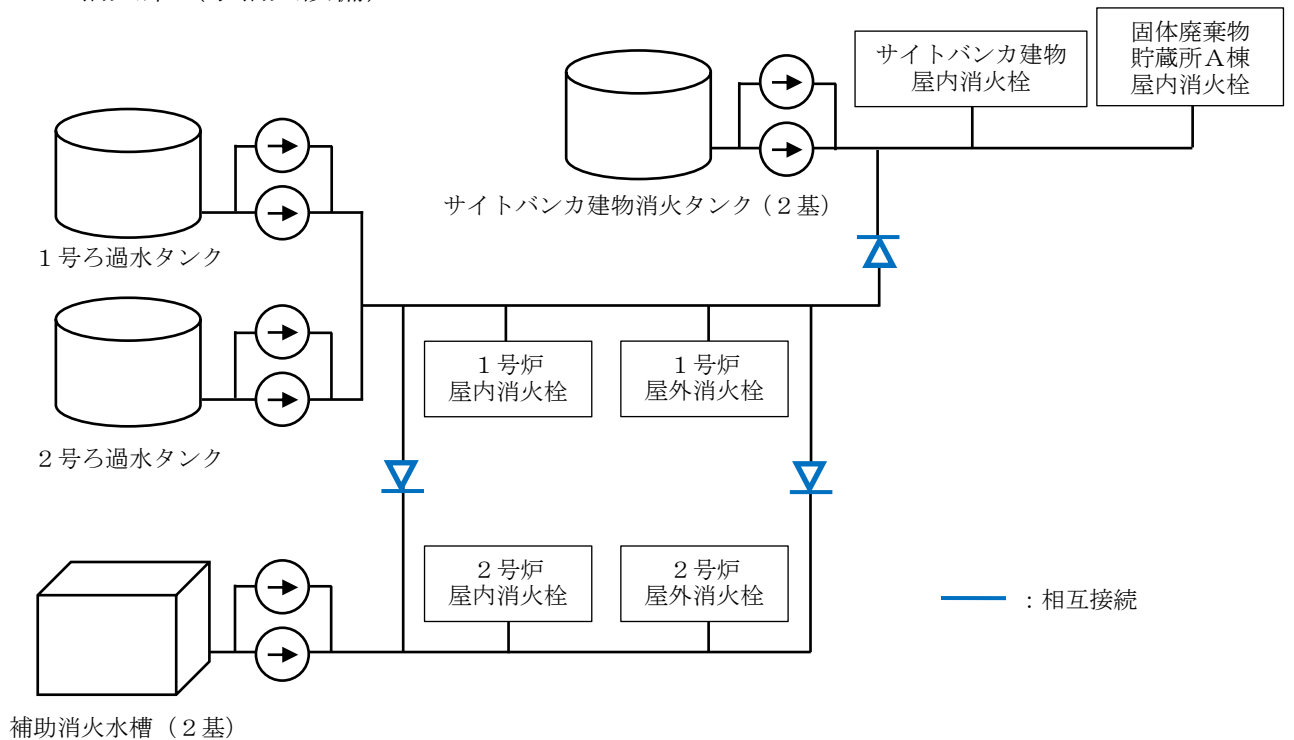 サイトバンカ建物
屋内消火栓
固体廃棄物
貯蔵所A棟
屋内消火栓
サイトバンカ建物消火タンク(2基)
1号ろ過水タンク
1号炉
屋内消火栓
1号炉
屋外消火栓
2号ろ過水タンク
2号炉
屋内消火栓
2号炉
屋外消火栓
:相互接続
補助消火水槽(2基)